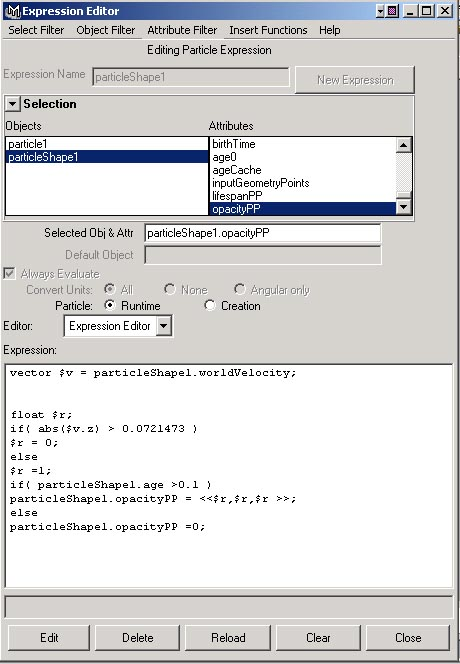 Expression Editor
Select Filter Object Filter Attribute Filter Insert Functions Help
Editing Particle Expression
Expression Name particleShape1 New Expression
Selection
Objects Attributes
particle1 birthTime
particleShape1 age0
ageCache
inputGeometryPoints
lifespanPP
opacityPP
Selected Obj & Attr particleShape1.opacityPP
Default Object
Always Evaluate
Convert Units: All None Angular only
Particle: Runtime Creation
Editor: Expression Editor
Expression:
vector $v = particleShape1.worldVelocity;
float $r;
if( abs($v.z) > 0.0721473 )
$r = 0;
else
$r =1;
if( particleShape1.age >0.1 )
particleShape1.opacityPP = <<$r,$r,$r >>;
else
particleShape1.opacityPP =0;
Edit Delete Reload Clear Close